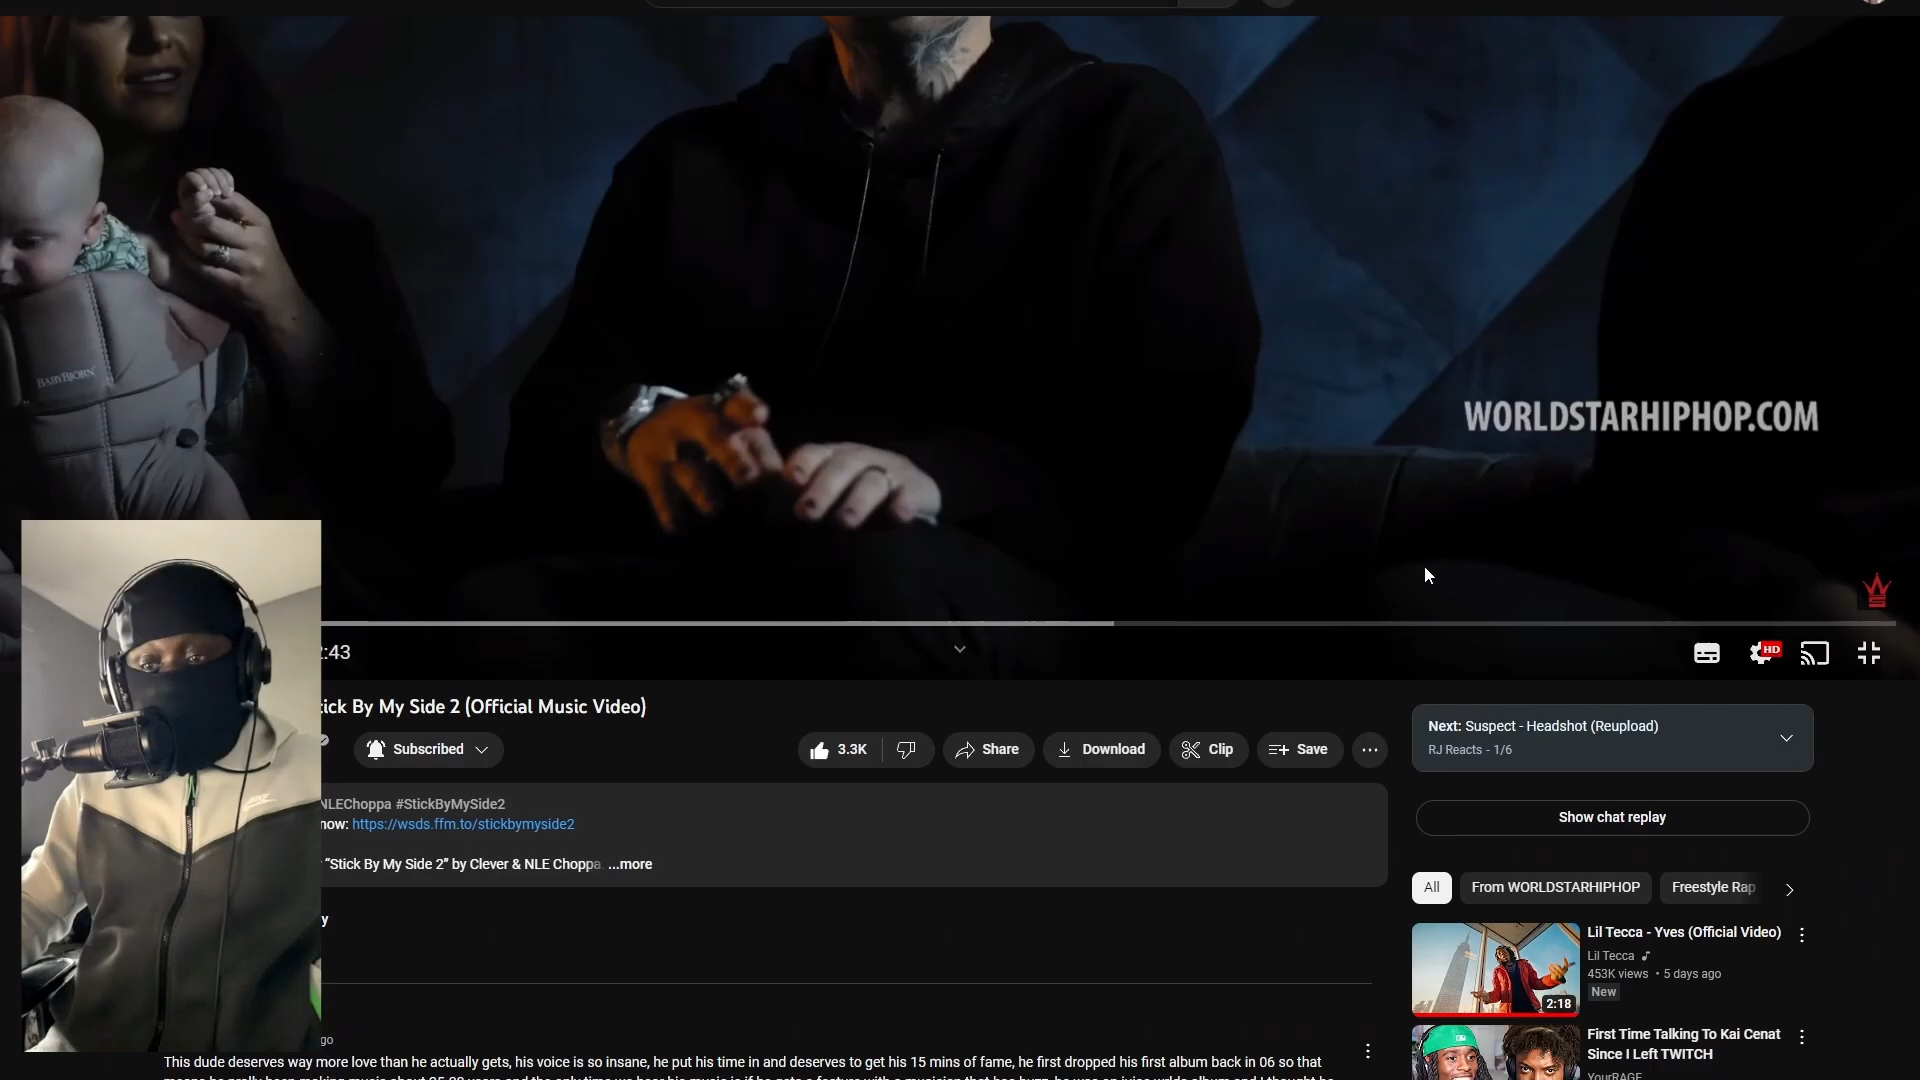 BABYBJÖRN
WORLDSTARHIPHOP.COM
HD
:43
Stick By My Side 2 (Official Music Video)
Subscribed
3.3K
Share
Download
Clip
Save
NLEChoppa #StickByMySide2
now: https://wsds.ffm.to/stickbymyside2
“Stick By My Side 2” by Clever & NLE Choppa. ...more
y
go
This dude deserves way more love than he actually gets, his voice is so insane, he put his time in and deserves to get his 15 mins of fame, he first dropped his first album back in 06 so that
Next: Suspect - Headshot (Reupload)
RJ Reacts - 1/6
Show chat replay
All
From WORLDSTARHIPHOP
Freestyle Rap
Lil Tecca - Yves (Official Video)
Lil Tecca
453K views • 5 days ago
New
2:18
First Time Talking To Kai Cenat
Since I Left TWITCH
YourRAGE